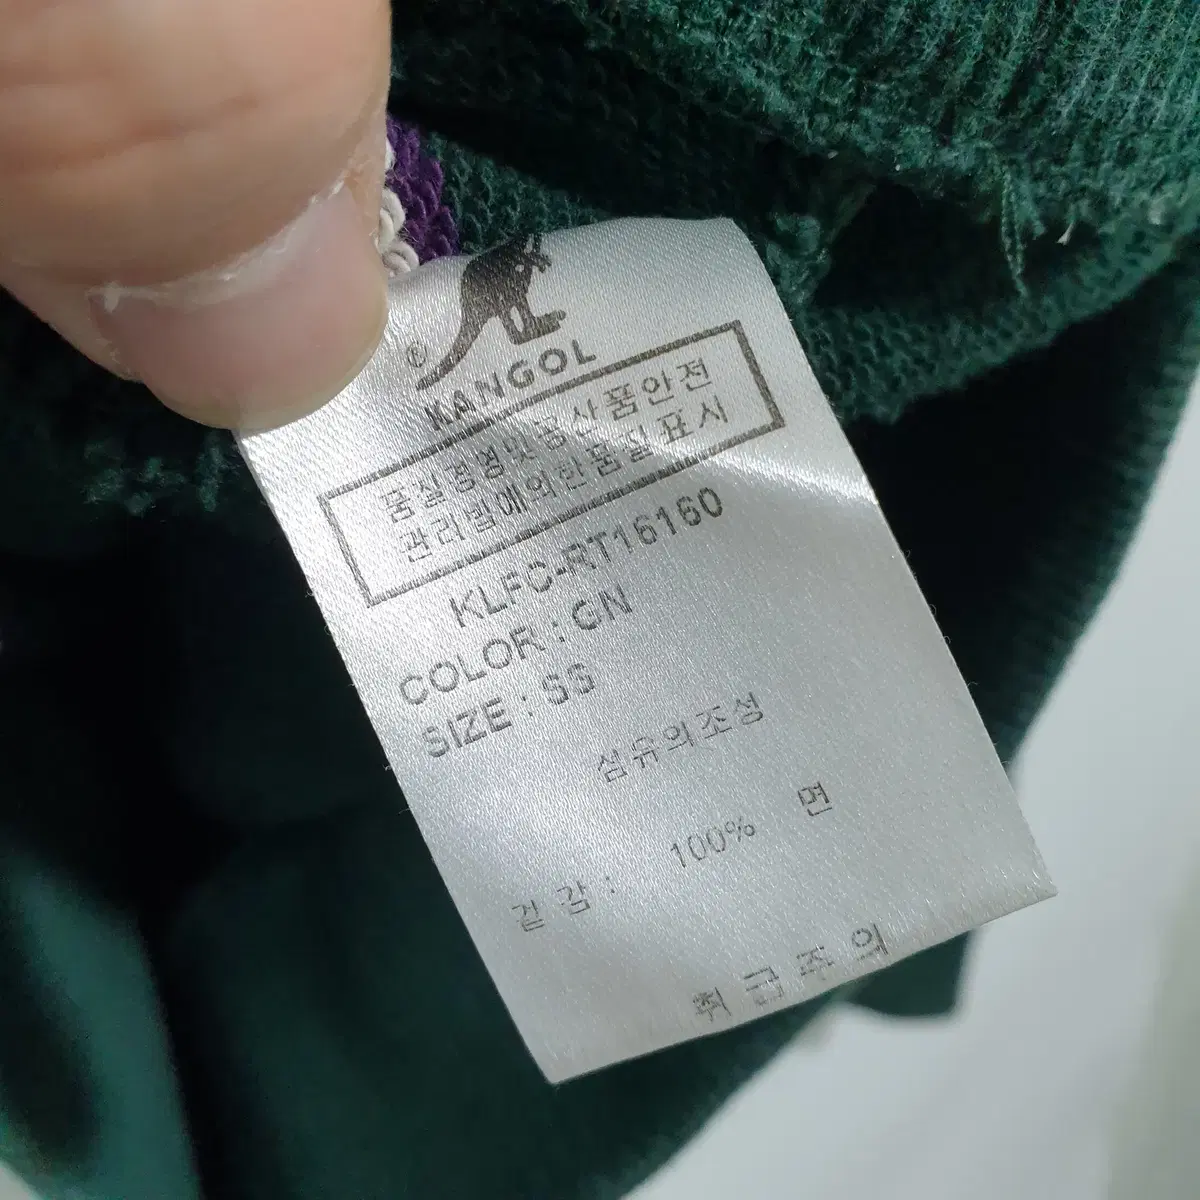 ®
KANGOL
품질경영및공산품안전
관리법에의한품질표시
KLFC-RT16160
COLOR : GN
SIZE : SS
섬유의조성
겉감 : 100% 면
취급주의